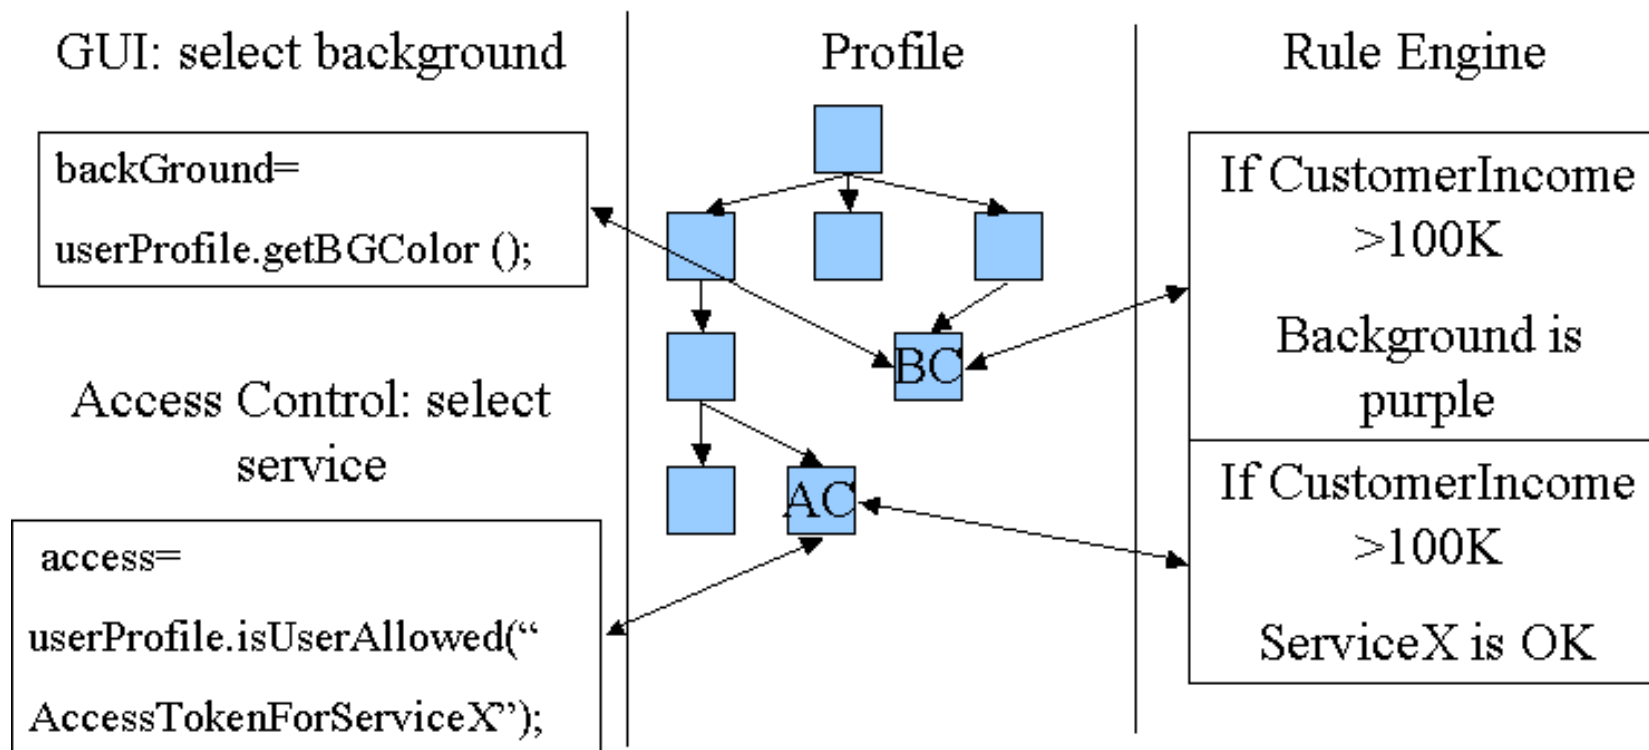 GUI: select background
backGround=
userProfile.getBGColor ();
Access Control: select
service
access=
userProfile.isUserAllowed(“
AccessTokenForServiceX”);
Profile
BC
AC
Rule Engine
If CustomerIncome
>100K
Background is
purple
If CustomerIncome
>100K
ServiceX is OK